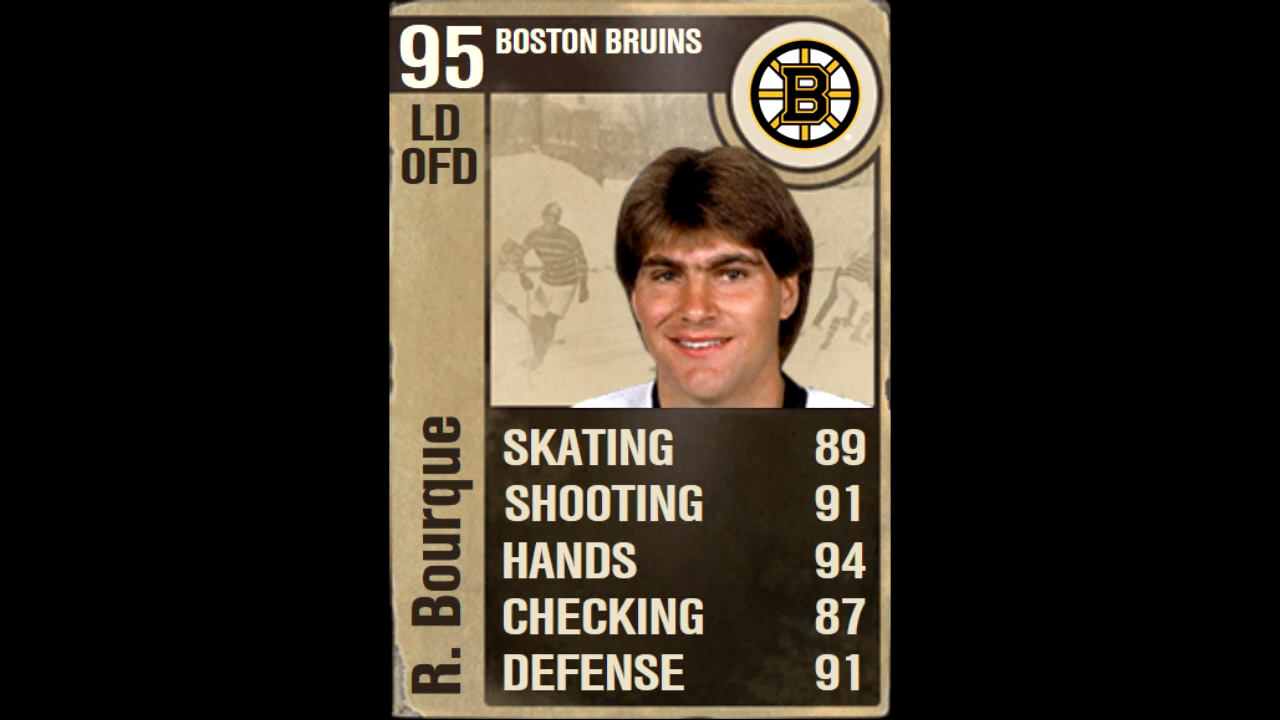 95 BOSTON BRUINS
B
LD
OFD
R. Bourque
SKATING 89
SHOOTING 91
HANDS 94
CHECKING 87
DEFENSE 91